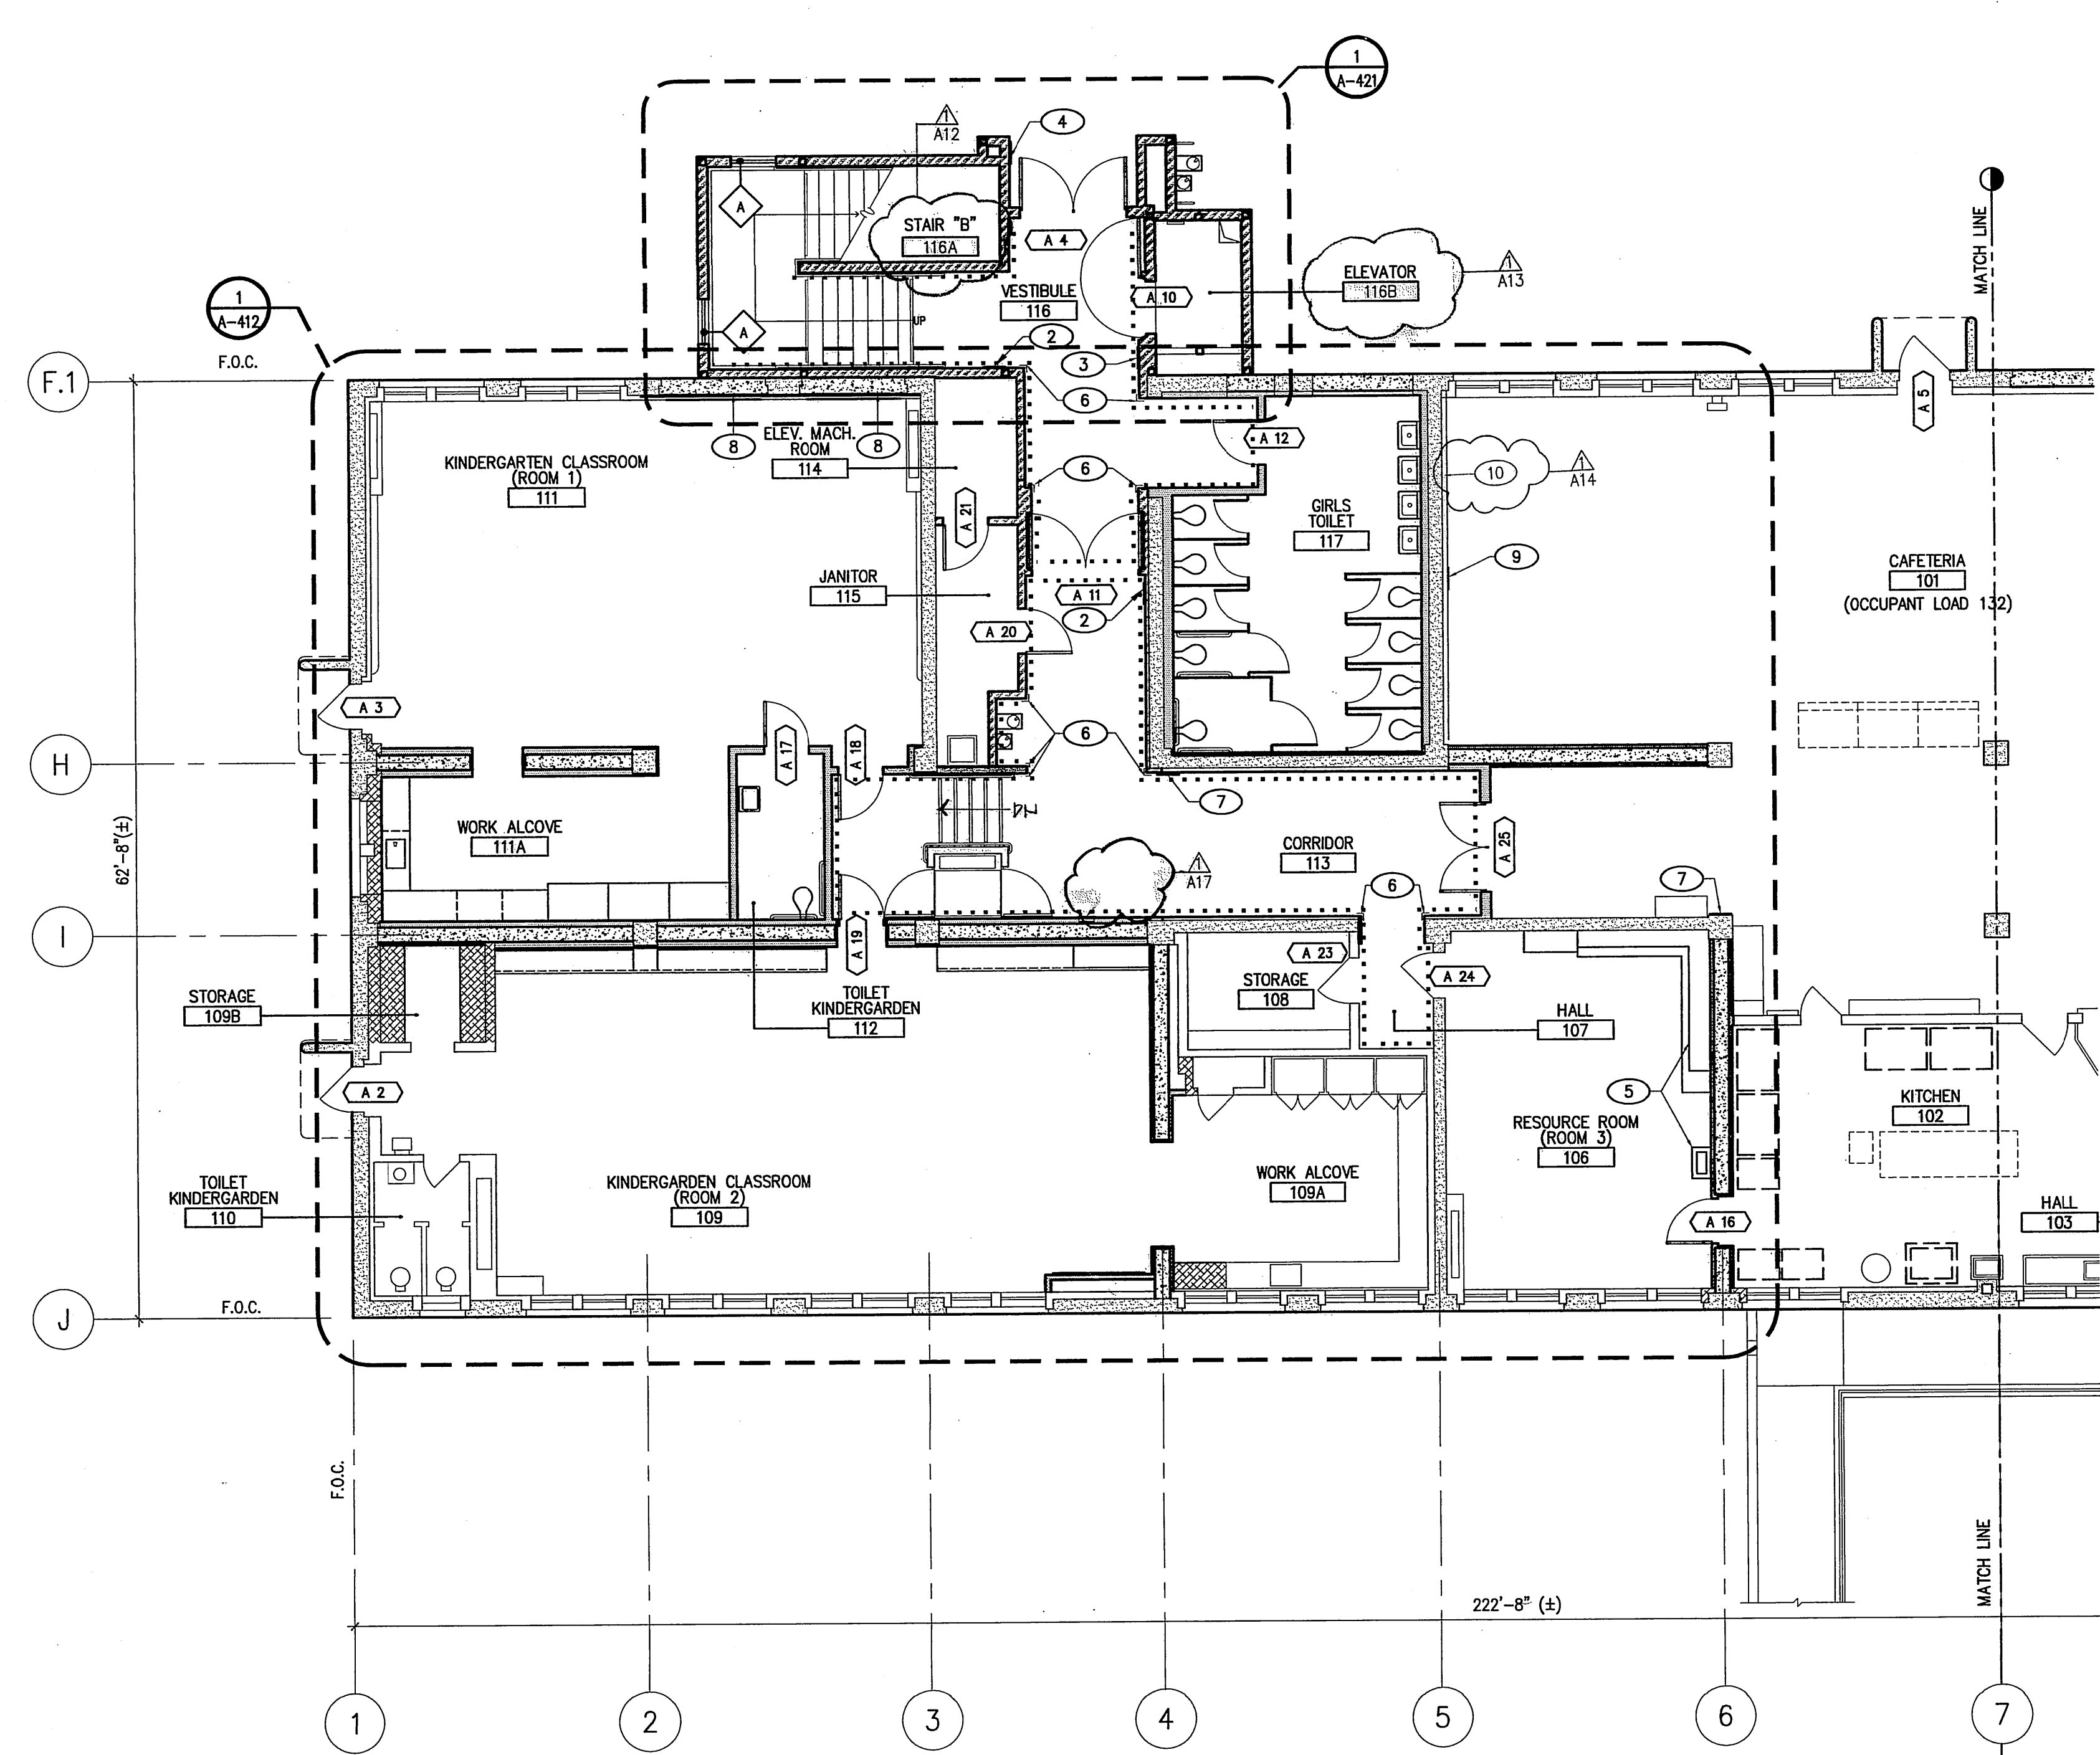 1
A-421
1
A12
4
A
STAIR "B"
116A
A 4
MATCH LINE
ELEVATOR
116B
1
A13
1
A-412
VESTIBULE
116
A 10
A
UP
2
3
F.O.C.
F.1
6
A 5
8
ELEV. MACH.
ROOM
114
8
A 12
KINDERGARTEN CLASSROOM
(ROOM 1)
111
6
10
1
A14
A 21
GIRLS
TOILET
117
9
CAFETERIA
101
(OCCUPANT LOAD 132)
JANITOR
115
A 11
2
A 20
A 3
6
H
A 17
A 18
7
DN
62'-8"(±)
WORK ALCOVE
111A
CORRIDOR
113
A 25
1
A17
6
7
I
A 19
A 23
A 24
STORAGE
109B
TOILET
KINDERGARDEN
112
STORAGE
108
HALL
107
A 2
5
KITCHEN
102
RESOURCE ROOM
(ROOM 3)
106
TOILET
KINDERGARDEN
110
KINDERGARDEN CLASSROOM
(ROOM 2)
109
WORK ALCOVE
109A
A 16
HALL
103
F.O.C.
J
F.O.C.
MATCH LINE
222'-8" (±)
1
2
3
4
5
6
7